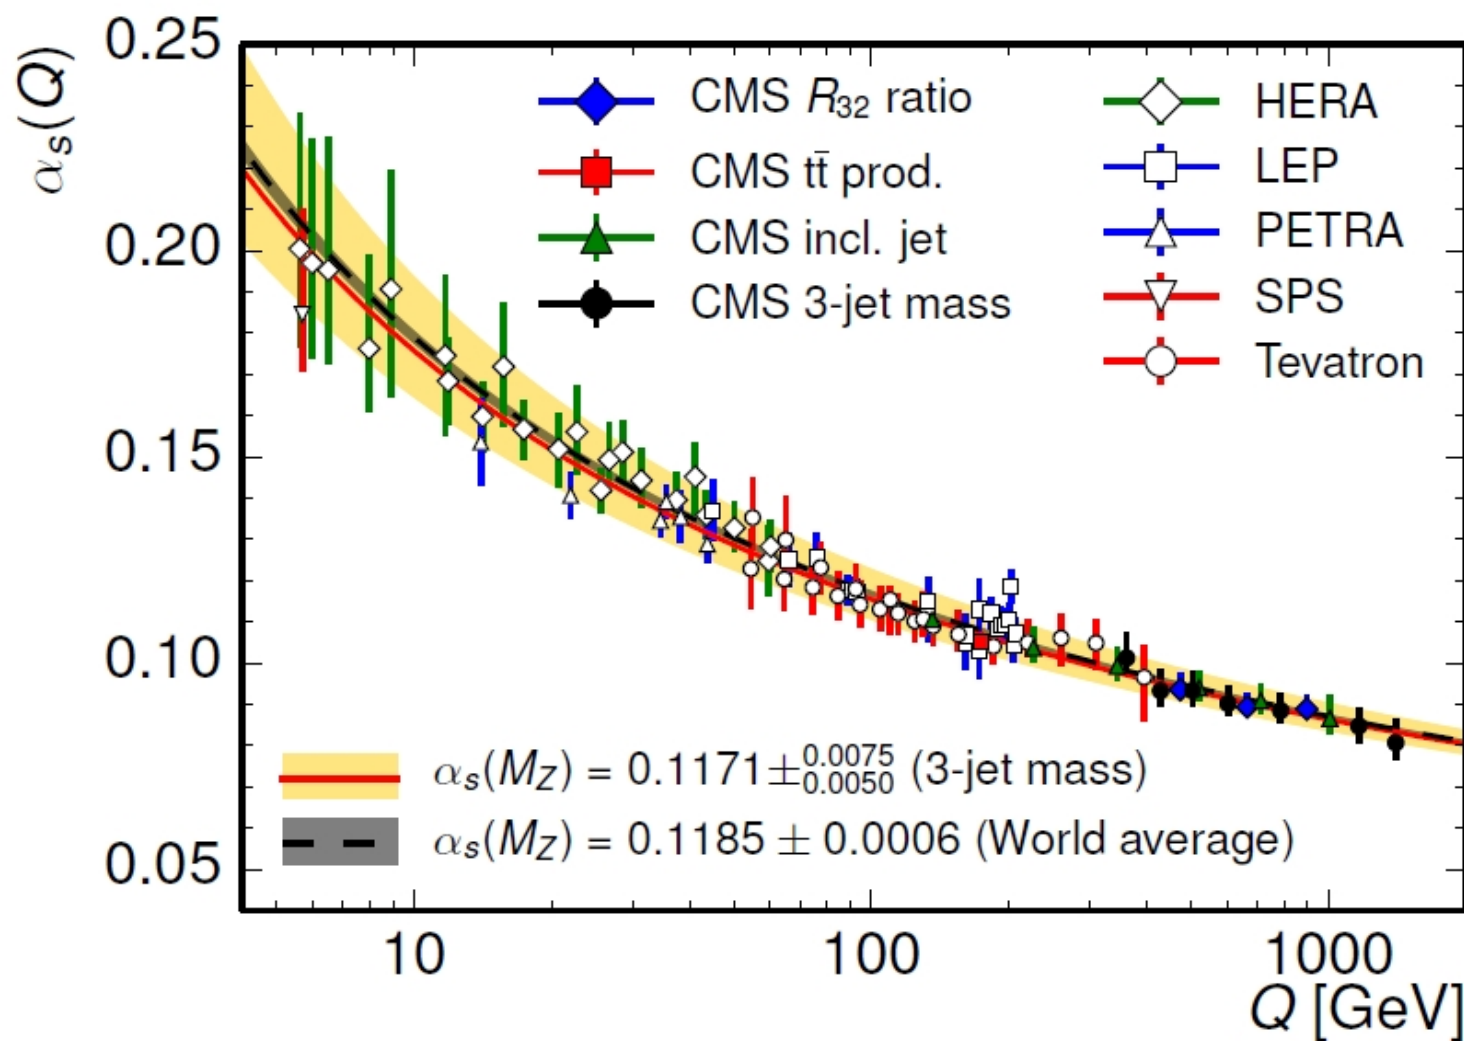 αs(Q)
0.25
0.20
0.15
0.10
0.05
CMS R32 ratio
CMS tt̄ prod.
CMS incl. jet
CMS 3-jet mass
HERA
LEP
PETRA
SPS
Tevatron
αs(MZ) = 0.1171±0.0075 0.0050 (3-jet mass)
αs(MZ) = 0.1185 ± 0.0006 (World average)
10 100 1000
Q [GeV]